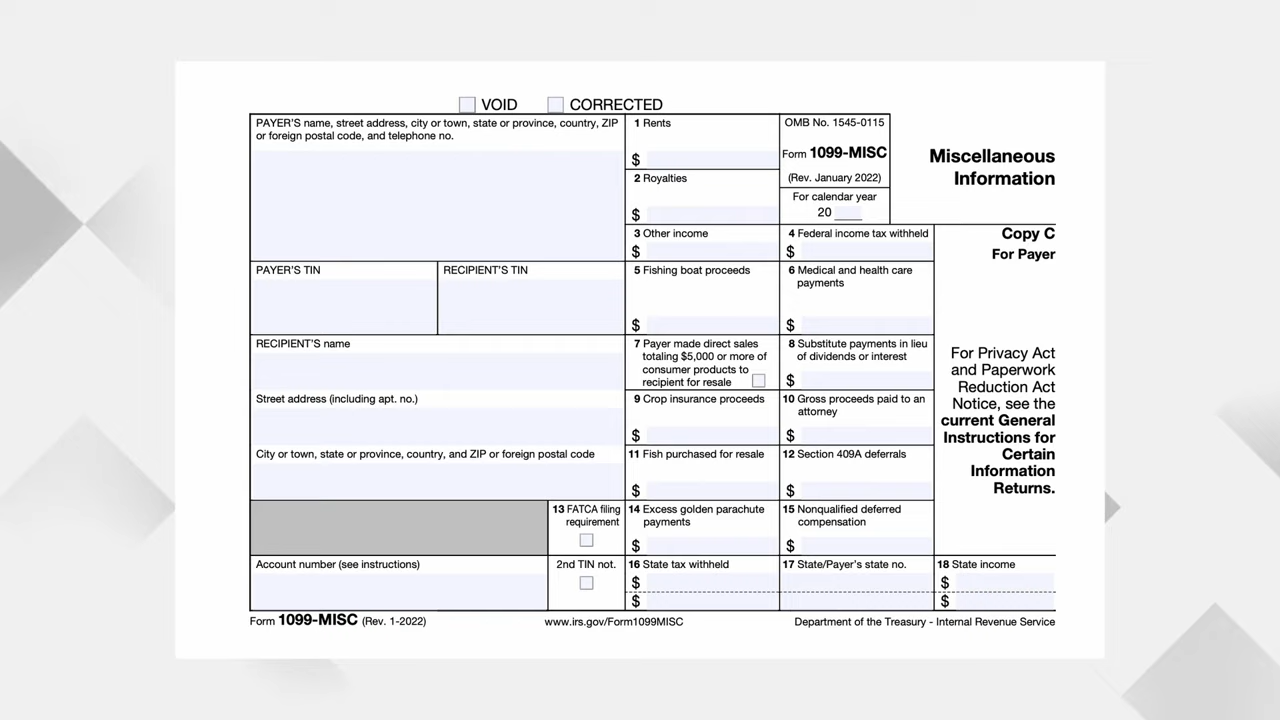 VOID CORRECTED
PAYER'S name, street address, city or town, state or province, country, ZIP
or foreign postal code, and telephone no.
1 Rents
$
2 Royalties
$
OMB No. 1545-0115
Form 1099-MISC
(Rev. January 2022)
For calendar year
20 ____
Miscellaneous
Information
3 Other income
$
4 Federal income tax withheld
$
Copy C
For Payer
PAYER'S TIN
RECIPIENT'S TIN
5 Fishing boat proceeds
$
6 Medical and health care
payments
$
RECIPIENT'S name
7 Payer made direct sales
totaling $5,000 or more of
consumer products to
recipient for resale
8 Substitute payments in lieu
of dividends or interest
$
For Privacy Act
and Paperwork
Reduction Act
Notice, see the
current General
Instructions for
Certain
Information
Returns.
Street address (including apt. no.)
9 Crop insurance proceeds
$
10 Gross proceeds paid to an
attorney
$
City or town, state or province, country, and ZIP or foreign postal code
11 Fish purchased for resale
$
12 Section 409A deferrals
$
13 FATCA filing
requirement
14 Excess golden parachute
payments
$
15 Nonqualified deferred
compensation
$
Account number (see instructions)
2nd TIN not.
16 State tax withheld
$
$
17 State/Payer's state no.
18 State income
$
$
Form 1099-MISC (Rev. 1-2022)
www.irs.gov/Form1099MISC
Department of the Treasury - Internal Revenue Service